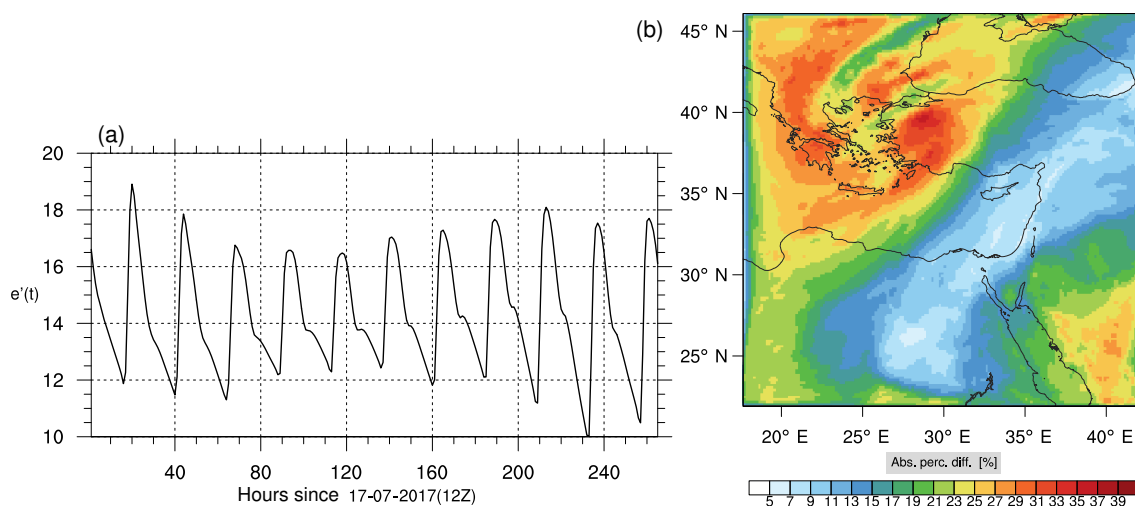 (a)
20
18
16
14
12
10
e'(t)
40
80
120
160
200
240
Hours since 17-07-2017(12Z)
(b)
45° N
40° N
35° N
30° N
25° N
20° E
25° E
30° E
35° E
40° E
Abs. perc. diff. [%]
5 7 9 11 13 15 17 19 21 23 25 27 29 31 33 35 37 39